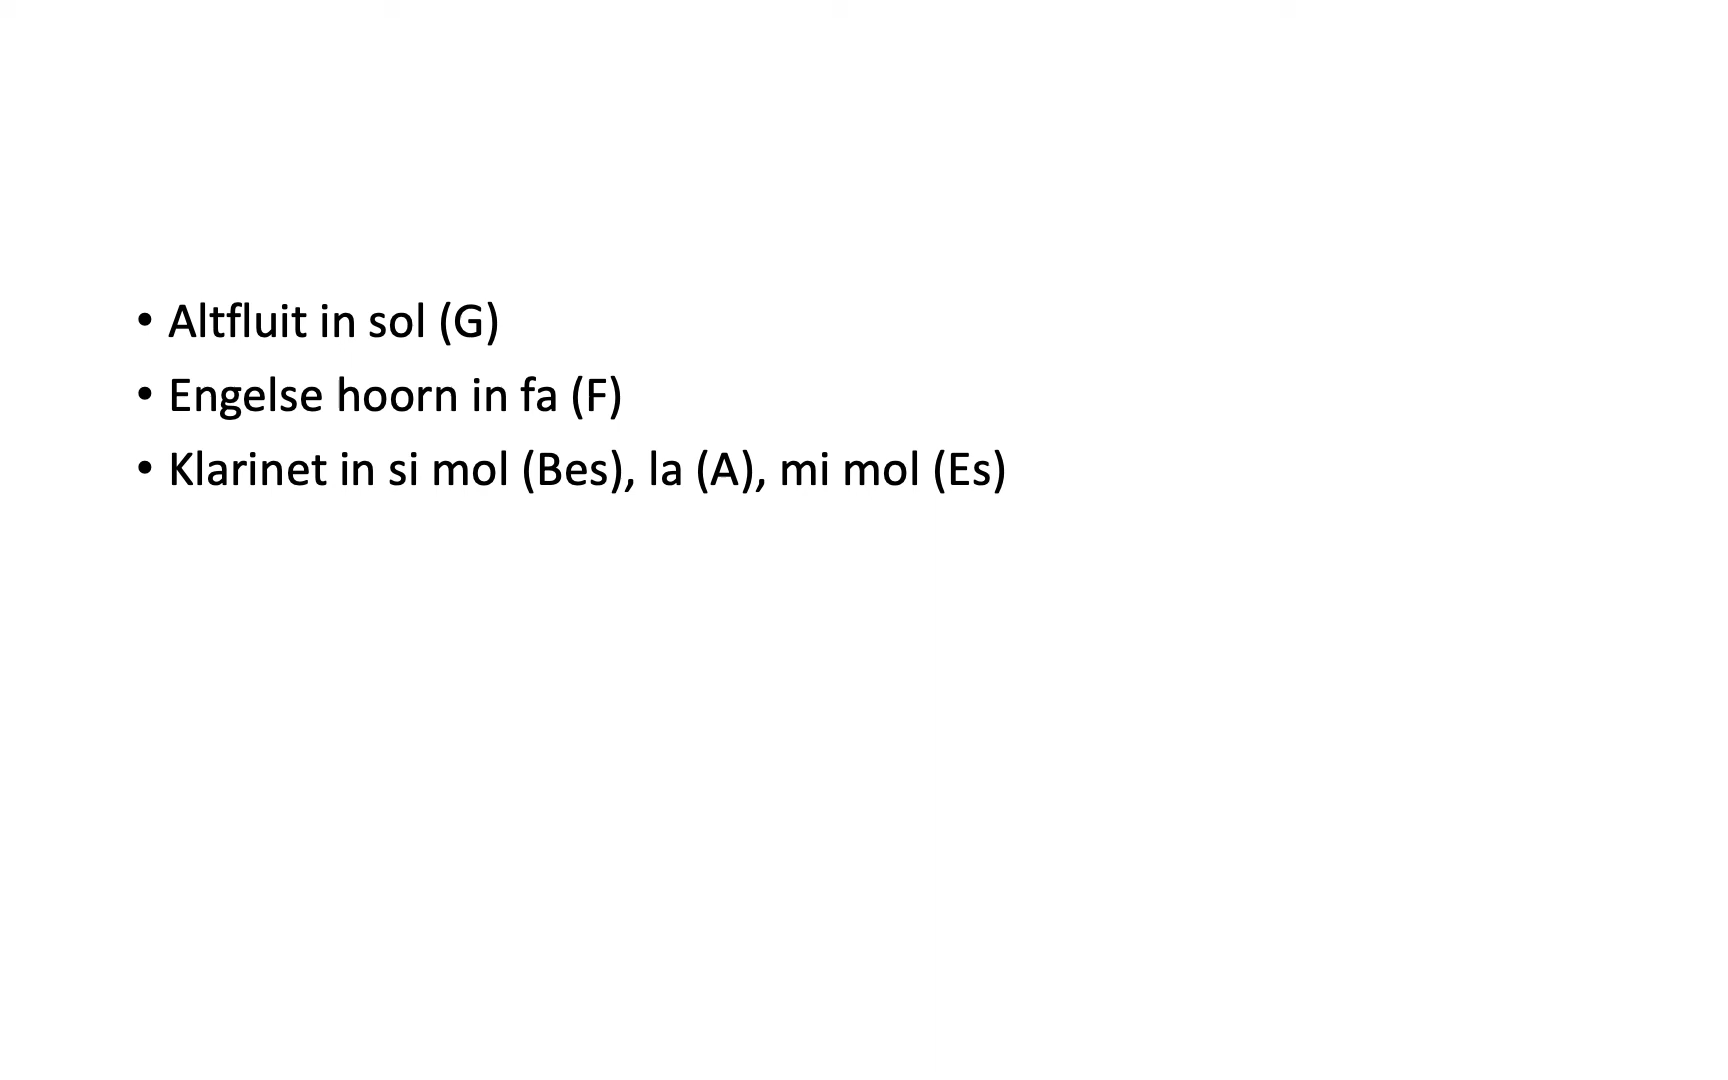 • Altfluit in sol (G)
• Engelse hoorn in fa (F)
• Klarinet in si mol (Bes), la (A), mi mol (Es)